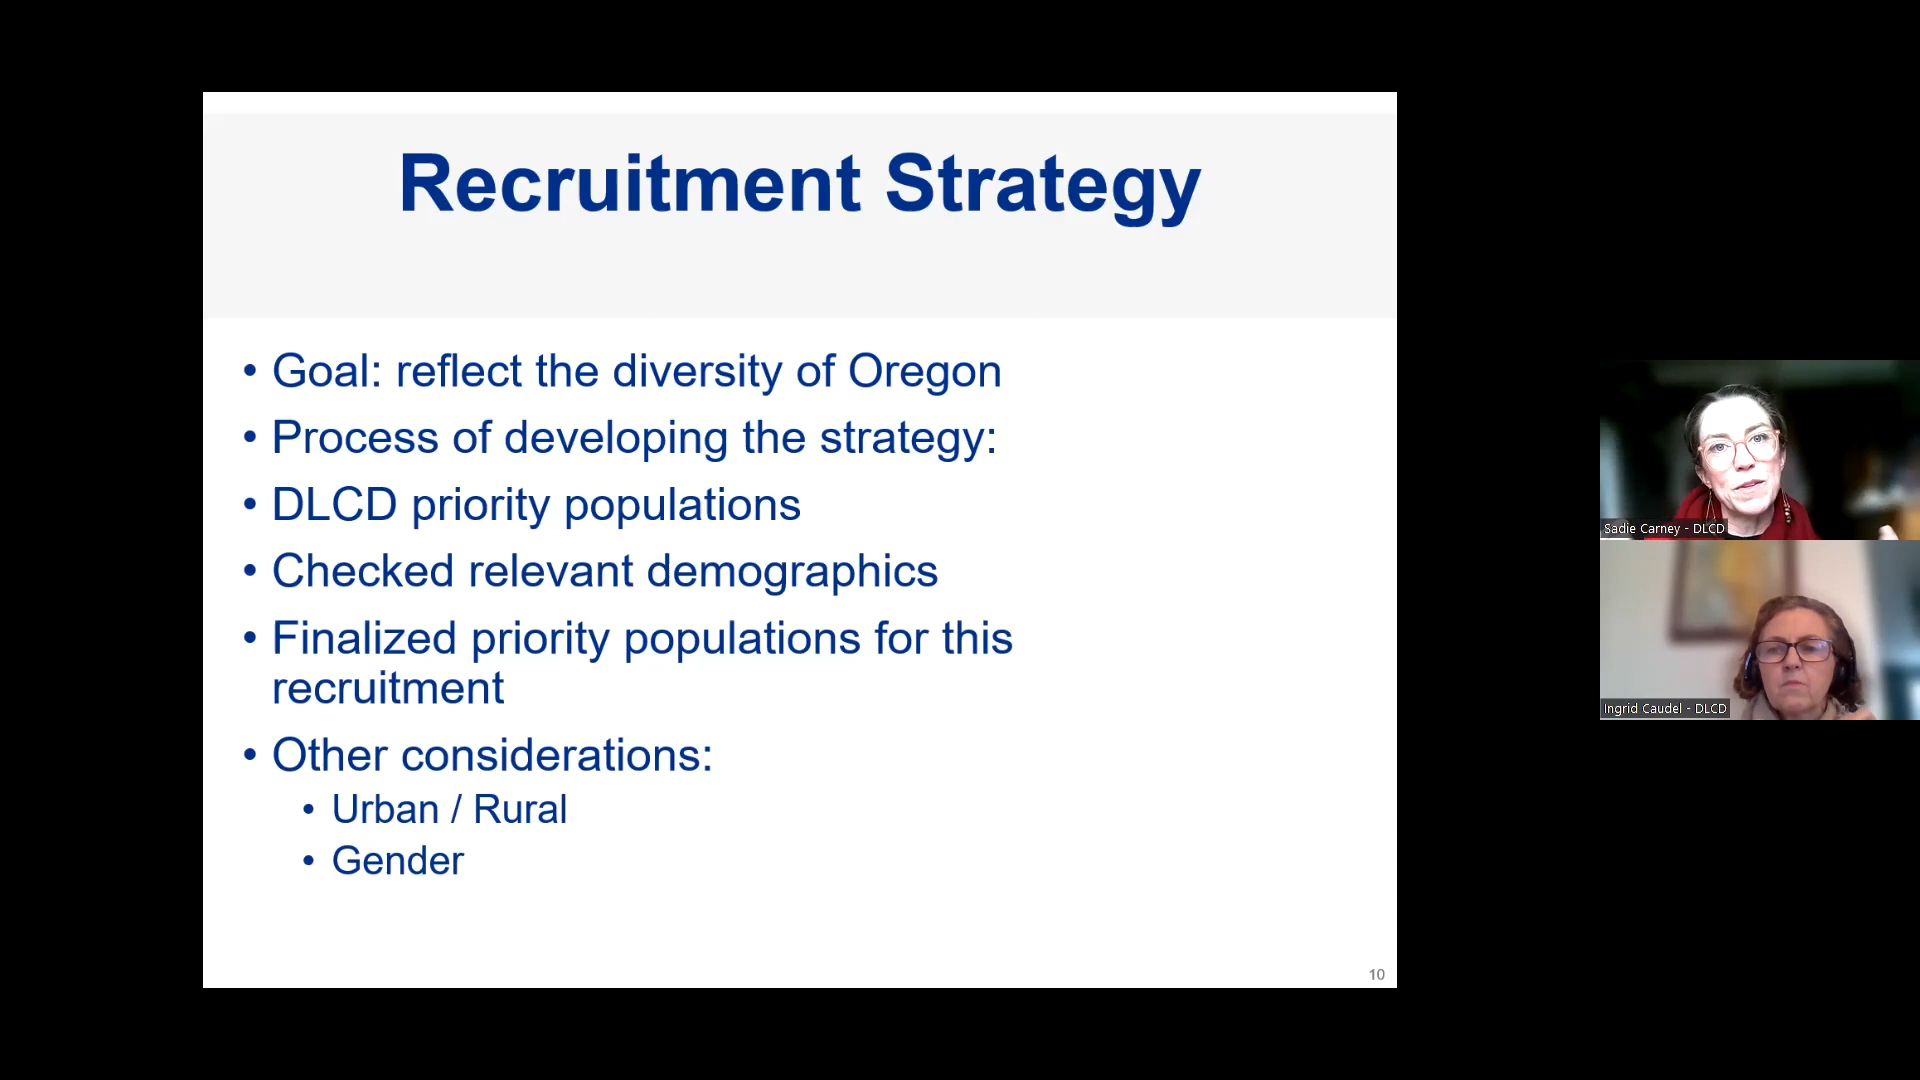 Recruitment Strategy
• Goal: reflect the diversity of Oregon
• Process of developing the strategy:
• DLCD priority populations
• Checked relevant demographics
• Finalized priority populations for this
recruitment
• Other considerations:
• Urban / Rural
• Gender
10
Sadie Carney - DLCD
Ingrid Caudel - DLCD